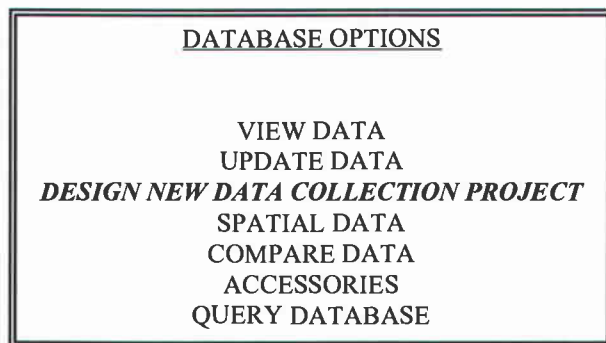 DATABASE OPTIONS
VIEW DATA
UPDATE DATA
DESIGN NEW DATA COLLECTION PROJECT
SPATIAL DATA
COMPARE DATA
ACCESSORIES
QUERY DATABASE